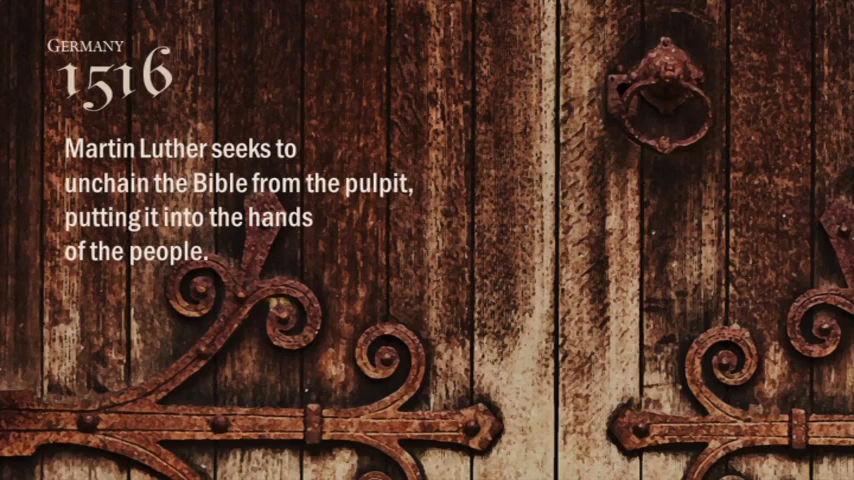 Germany
1516
Martin Luther seeks to
unchain the Bible from the pulpit,
putting it into the hands
of the people.